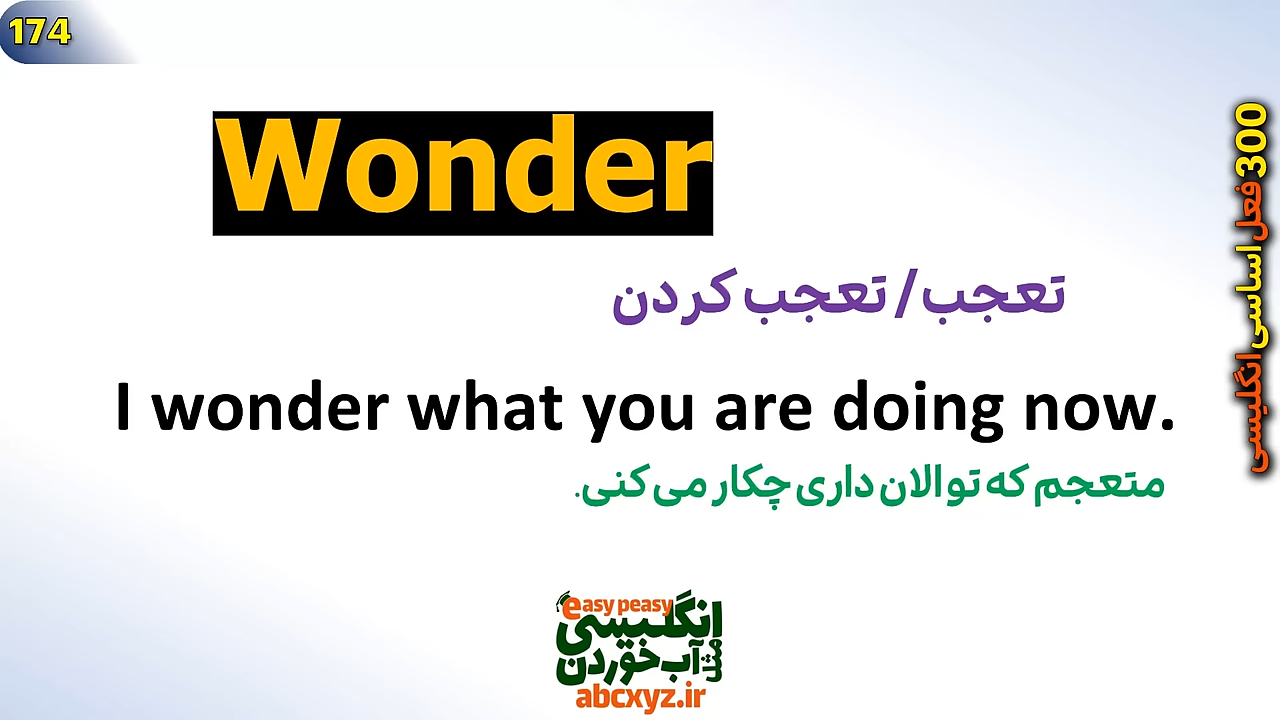 174
Wonder
تعجب / تعجب کردن
I wonder what you are doing now.
متعجم که تو الان داری چکار می کنی.
300 فعل اساسی انگلیسی
easy peasy
انگلیسی
مثل آب خوردن
abcxyz.ir